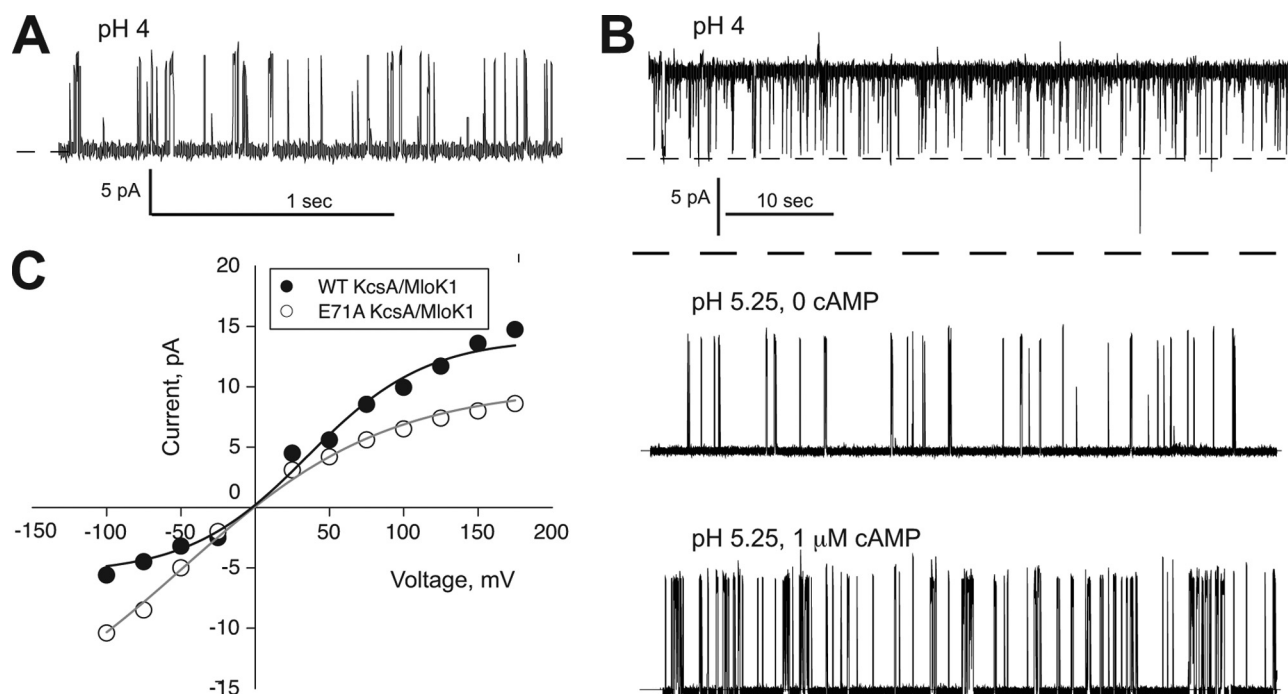 A
pH 4
5 pA
1 sec
B
pH 4
5 pA
10 sec
pH 5.25, 0 cAMP
pH 5.25, 1 μM cAMP
C
WT KcsA/MloK1
E71A KcsA/MloK1
Current, pA
20
15
10
5
0
-5
-10
-15
-150
-100
-50
50
100
150
200
Voltage, mV